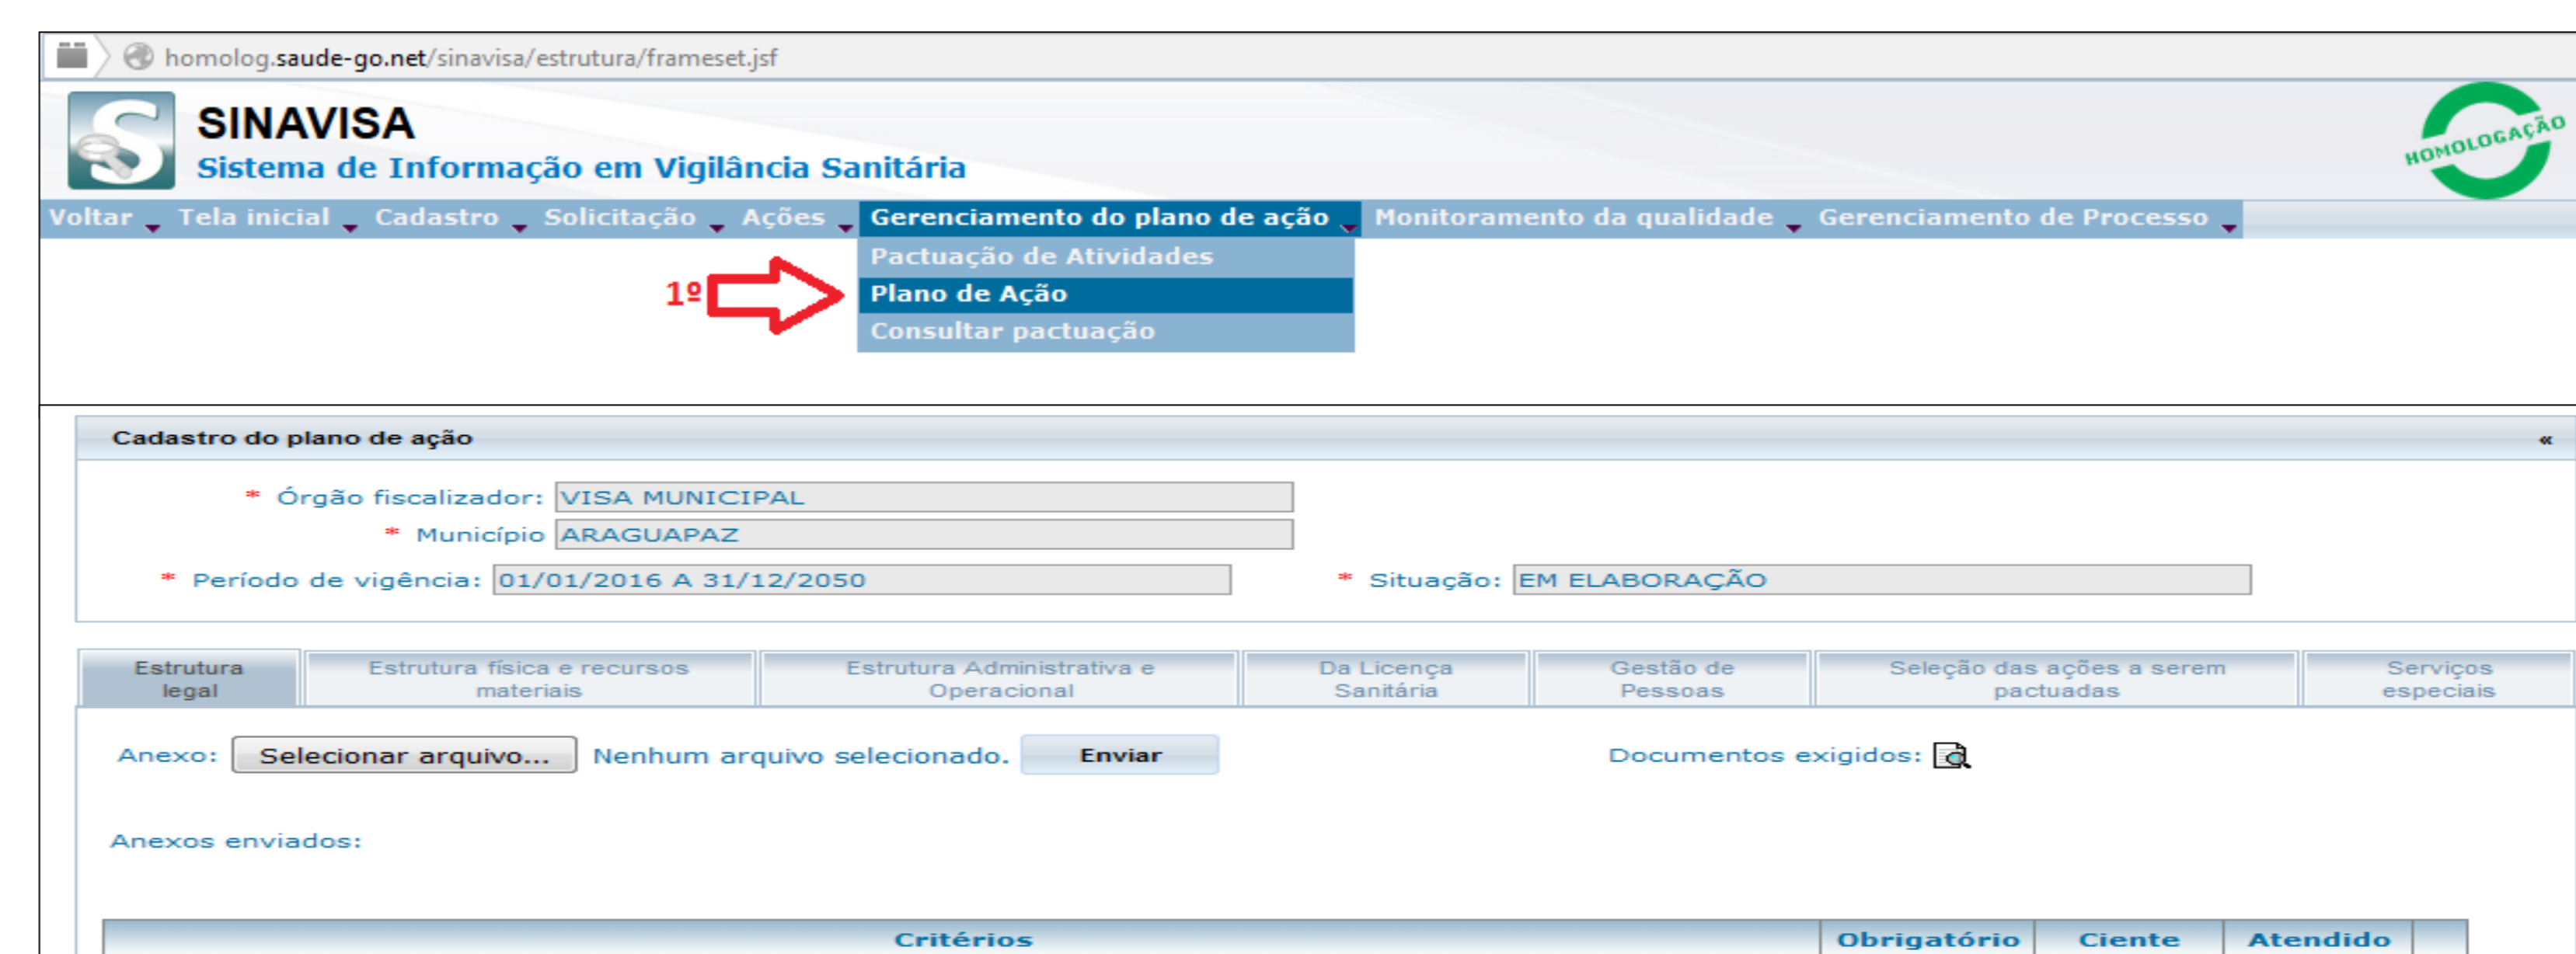 homolog.saude-go.net/sinavisa/estrutura/frameset.jsf
SINAVISA
Sistema de Informação em Vigilância Sanitária
HOMOLOGAÇÃO
Voltar Tela inicial Cadastro Solicitação Ações Gerenciamento do plano de ação Monitoramento da qualidade Gerenciamento de Processo
Pactuação de Atividades
1º Plano de Ação
Consultar pactuação
Cadastro do plano de ação «
* Órgão fiscalizador: VISA MUNICIPAL
* Município ARAGUAPAZ
* Período de vigência: 01/01/2016 A 31/12/2050 * Situação: EM ELABORAÇÃO
Estrutura legal Estrutura física e recursos materiais Estrutura Administrativa e Operacional Da Licença Sanitária Gestão de Pessoas Seleção das ações a serem pactuadas Serviços especiais
Anexo: Selecionar arquivo... Nenhum arquivo selecionado. Enviar Documentos exigidos:
Anexos enviados:
Critérios Obrigatório Ciente Atendido